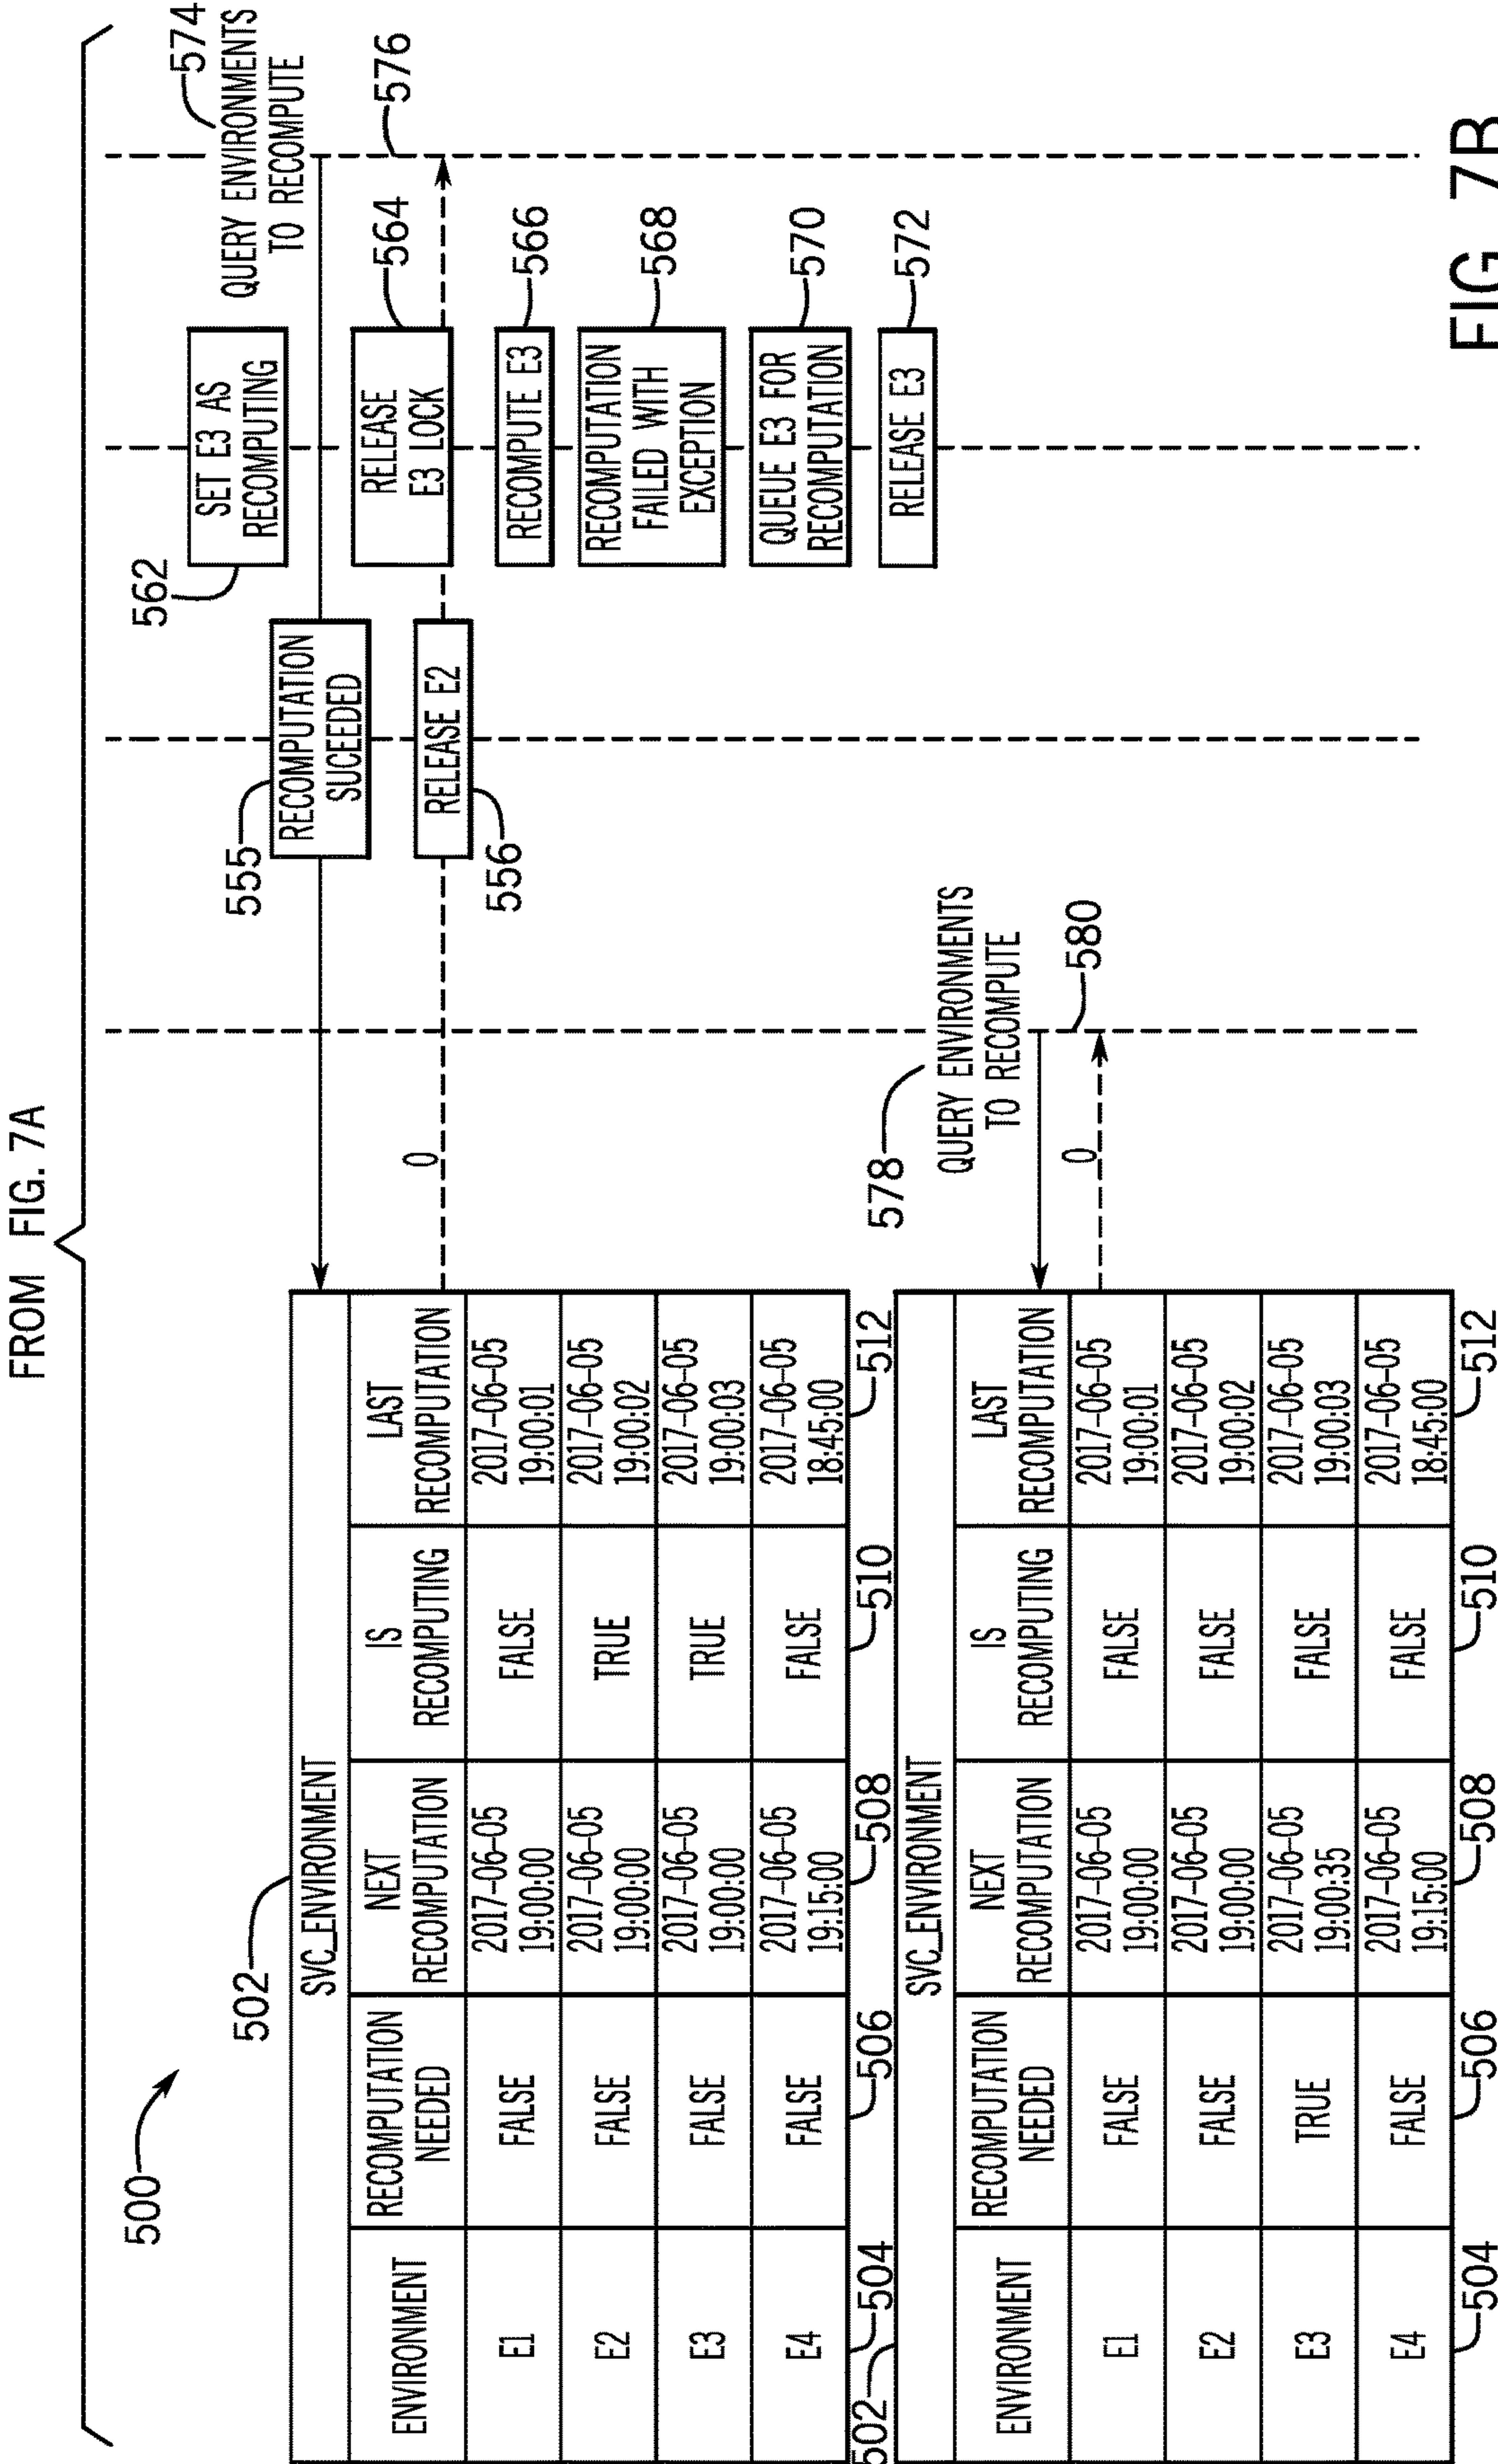 FROM FIG. 7A
500
502
SVC_ENVIRONMENT
ENVIRONMENT
RECOMPUTATION
NEEDED
NEXT
RECOMPUTATION
IS
RECOMPUTING
LAST
RECOMPUTATION
E1
FALSE
2017-06-05
19:00:00
FALSE
2017-06-05
19:00:01
E2
FALSE
2017-06-05
19:00:00
TRUE
2017-06-05
19:00:02
E3
FALSE
2017-06-05
19:00:00
TRUE
2017-06-05
19:00:03
E4
FALSE
2017-06-05
19:15:00
FALSE
2017-06-05
18:45:00
504
506
508
510
512
0
555
RECOMPUTATION
SUCEEDED
RELEASE E2
556
562
SET E3 AS
RECOMPUTING
574
QUERY ENVIRONMENTS
TO RECOMPUTE
576
RELEASE
E3 LOCK
564
RECOMPUTE E3
566
RECOMPUTATION
FAILED WITH
EXCEPTION
568
QUEUE E3 FOR
RECOMPUTATION
570
RELEASE E3
572
502
SVC_ENVIRONMENT
ENVIRONMENT
RECOMPUTATION
NEEDED
NEXT
RECOMPUTATION
IS
RECOMPUTING
LAST
RECOMPUTATION
E1
FALSE
2017-06-05
19:00:00
FALSE
2017-06-05
19:00:01
E2
FALSE
2017-06-05
19:00:00
FALSE
2017-06-05
19:00:02
E3
TRUE
2017-06-05
19:00:35
FALSE
2017-06-05
19:00:03
E4
FALSE
2017-06-05
19:15:00
FALSE
2017-06-05
18:45:00
504
506
508
510
512
578
QUERY ENVIRONMENTS
TO RECOMPUTE
0
580
FIG. 7B